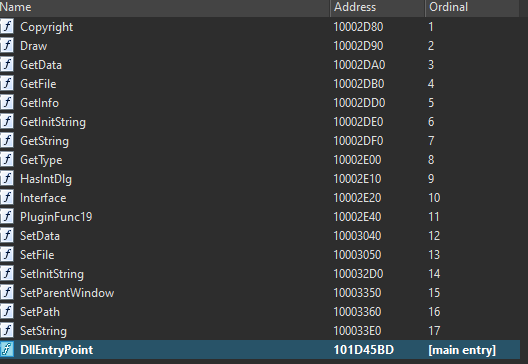 Name Address Ordinal
Copyright 10002D80 1
Draw 10002D90 2
GetData 10002DA0 3
GetFile 10002DB0 4
GetInfo 10002DD0 5
GetInitString 10002DE0 6
GetString 10002DF0 7
GetType 10002E00 8
HasIntDlg 10002E10 9
Interface 10002E20 10
PluginFunc19 10002E40 11
SetData 10003040 12
SetFile 10003050 13
SetInitString 100032D0 14
SetParentWindow 10003350 15
SetPath 10003360 16
SetString 100033E0 17
DllEntryPoint 101D45BD [main entry]